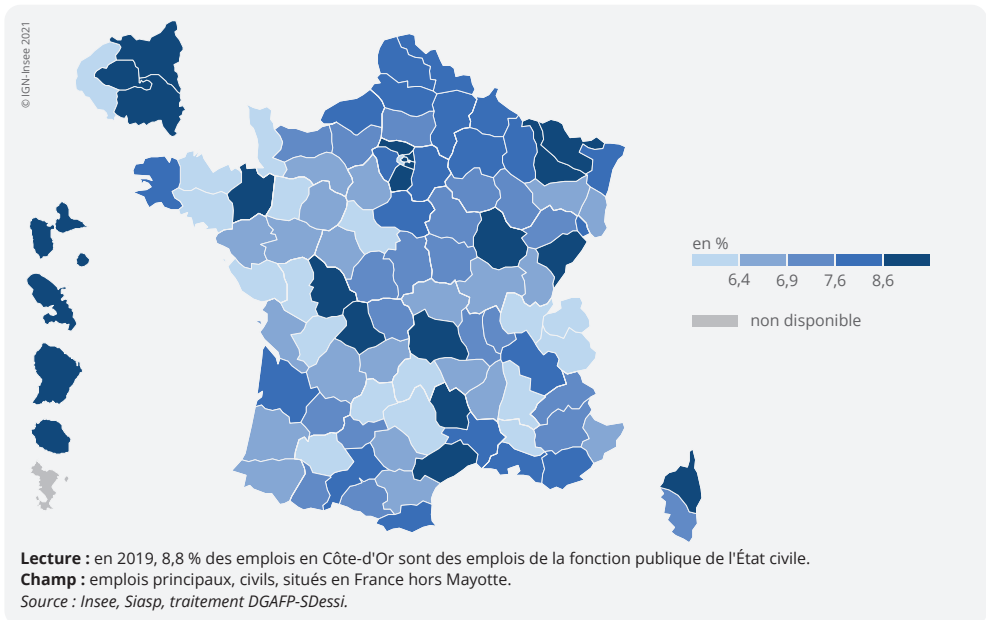 © IGN-Insee 2021
en %
6,4 6,9 7,6 8,6
non disponible
Lecture : en 2019, 8,8 % des emplois en Côte-d'Or sont des emplois de la fonction publique de l'État civile.
Champ : emplois principaux, civils, situés en France hors Mayotte.
Source : Insee, Siasp, traitement DGAFP-SDessi.